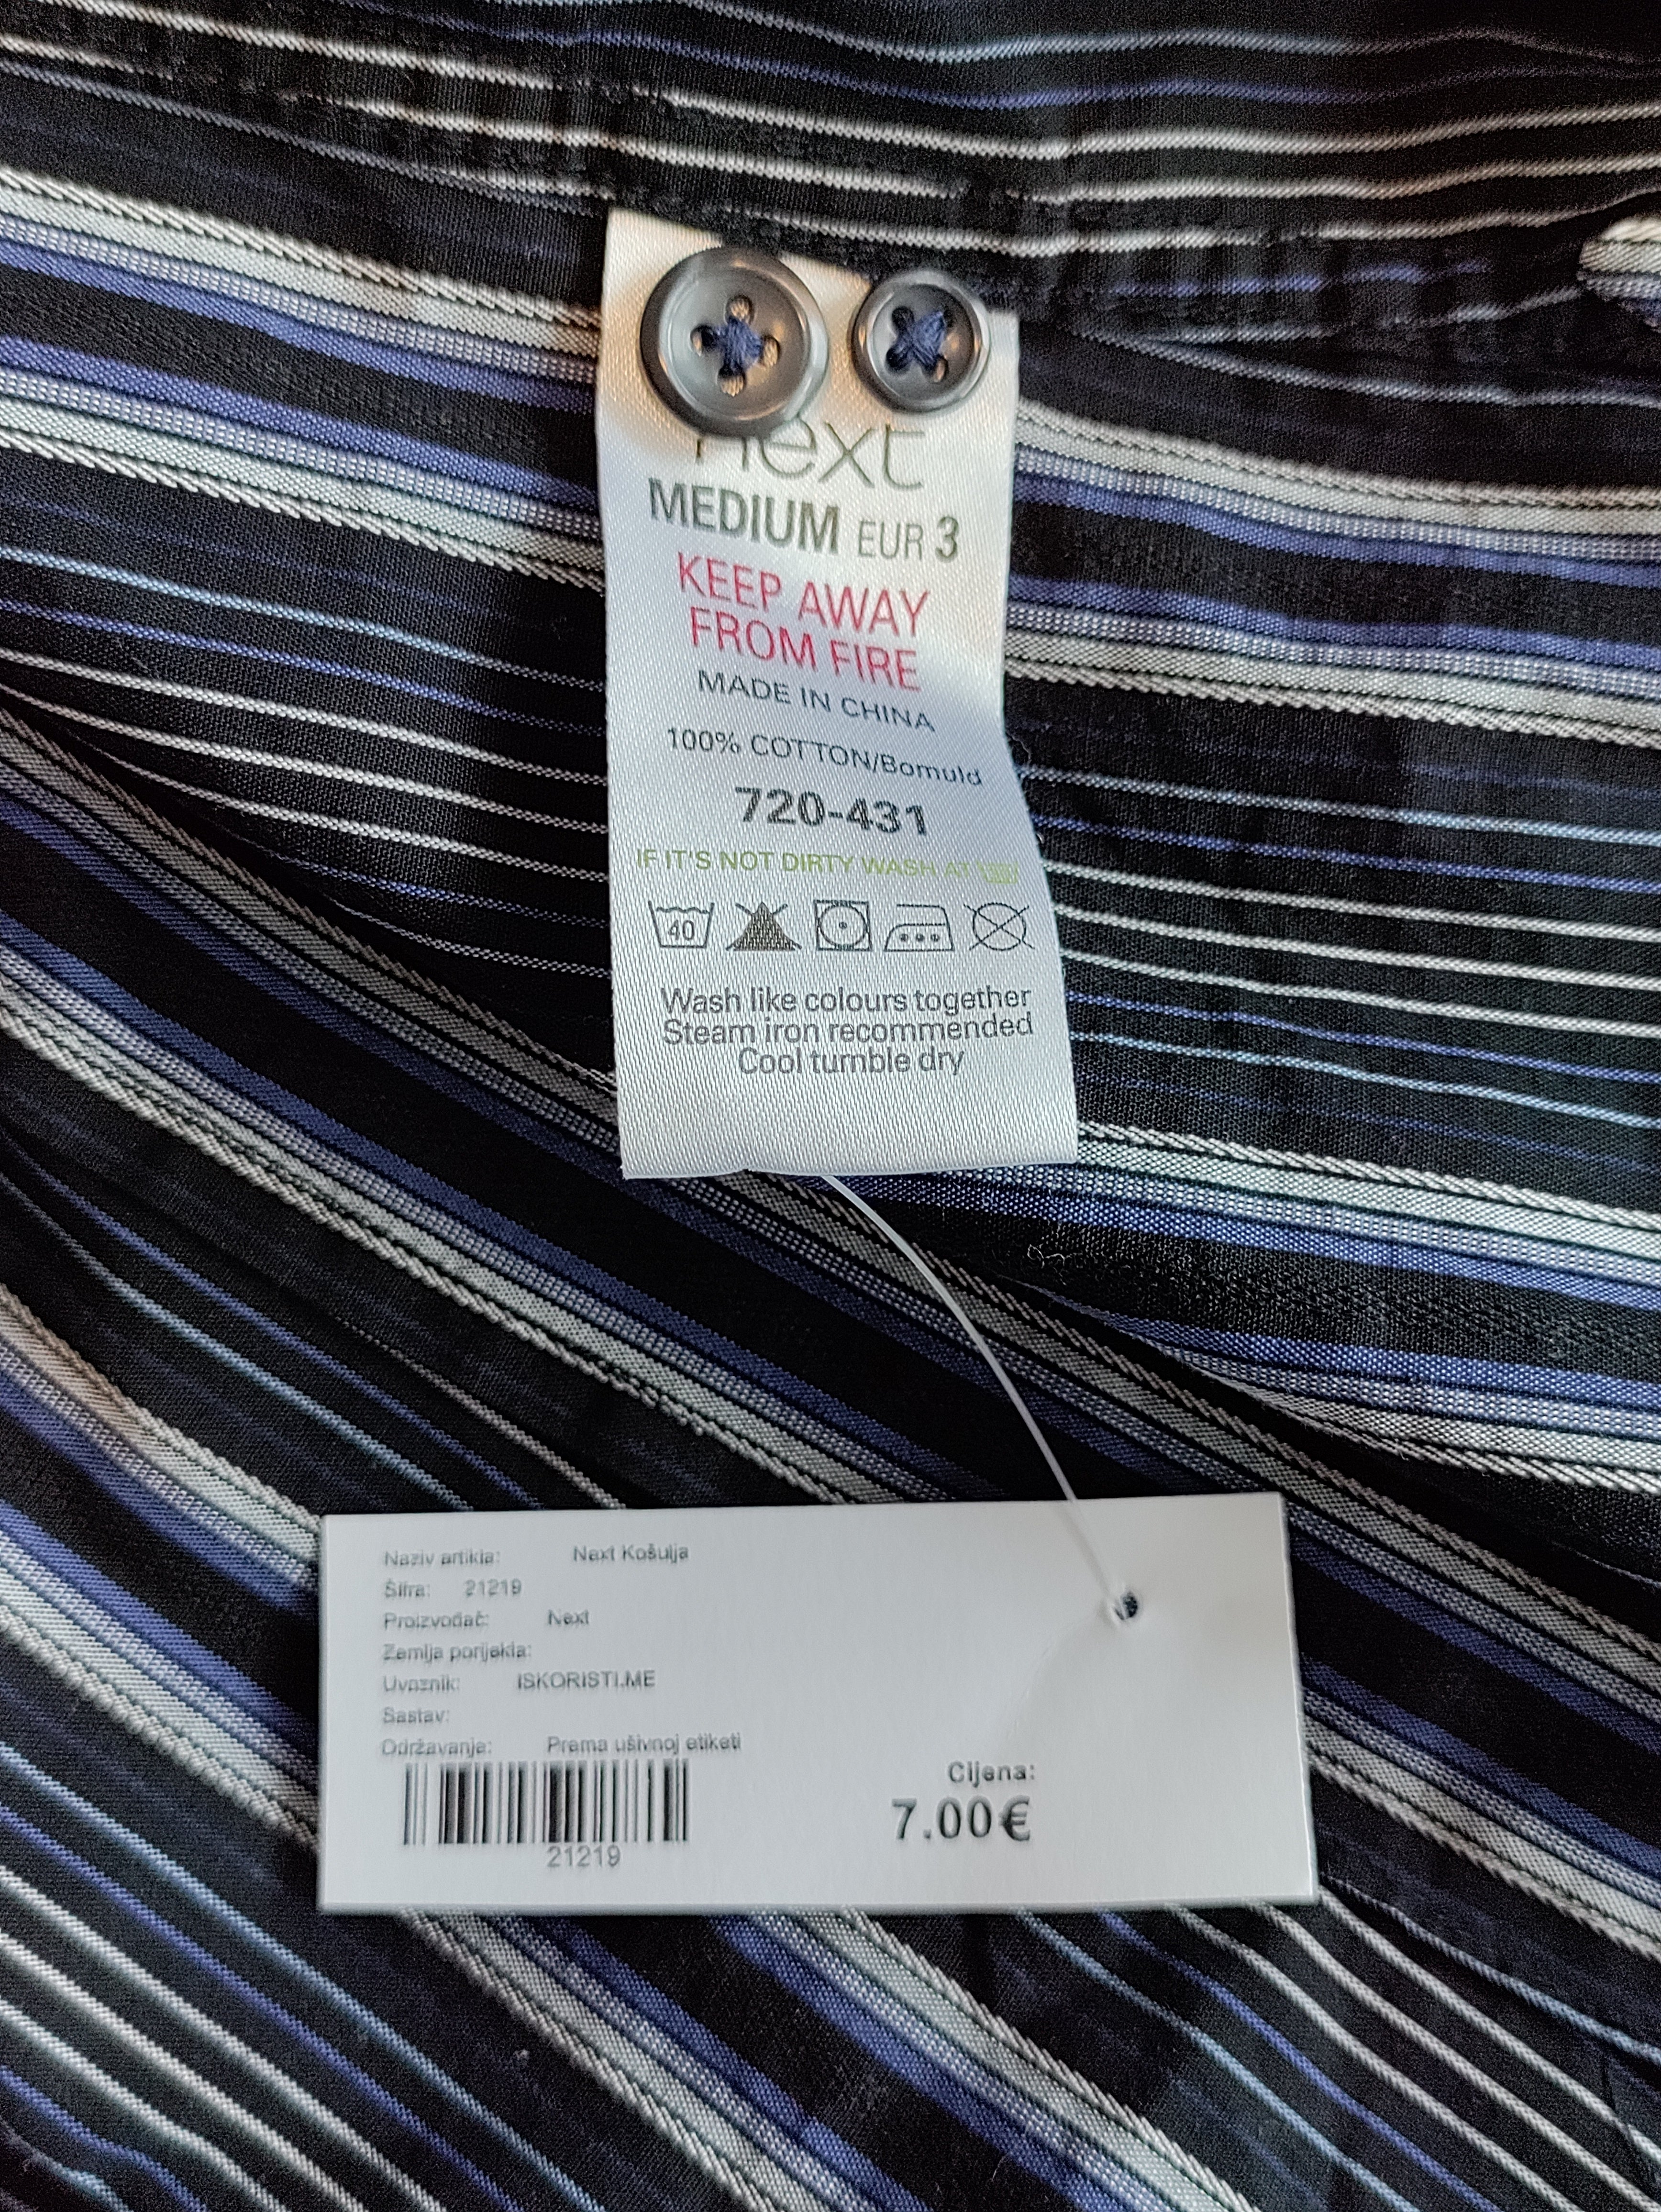 next
MEDIUM EUR 3
KEEP AWAY
FROM FIRE
MADE IN CHINA
100% COTTON/Bomuld
720-431
IF IT'S NOT DIRTY WASH AT
40
Wash like colours together
Steam iron recommended
Cool tumble dry
Naziv artikla: Next Košulja
Šifra: 21219
Proizvođač: Next
Zemlja porijekla:
Uvoznik: ISKORISTI.ME
Sastav:
Održavanje: Prema ušivnoj etiketi
21219
Cijena:
7.00€